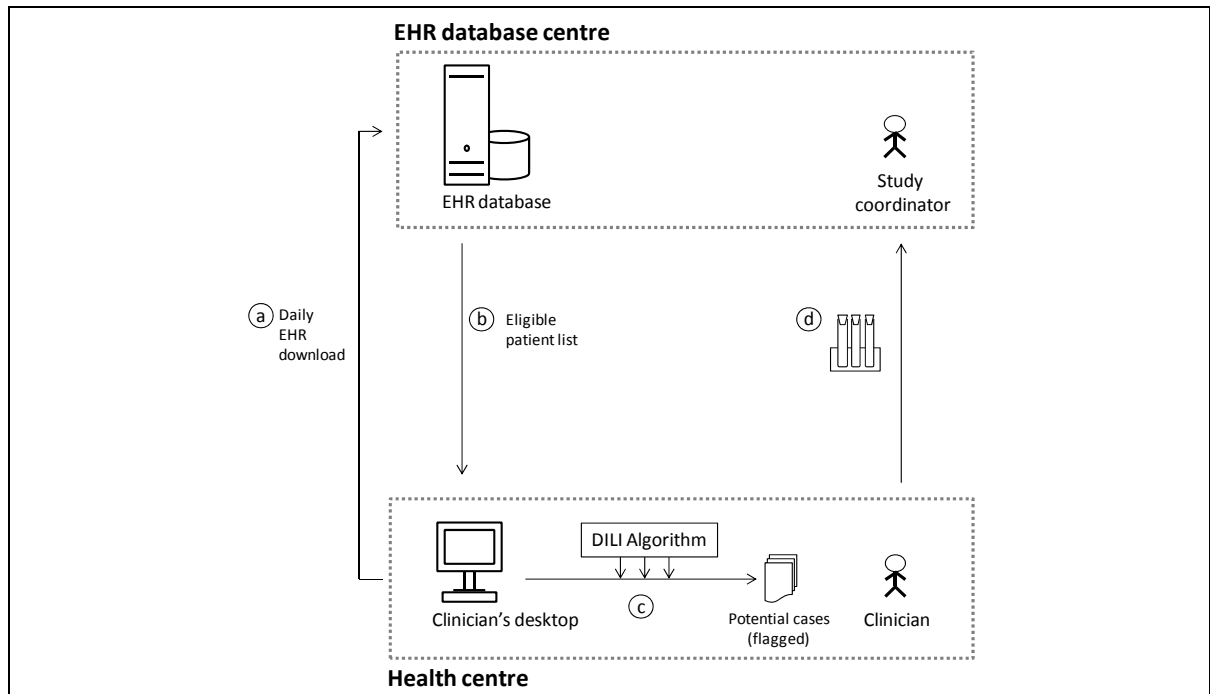 EHR database centre
EHR database
Study
coordinator
a Daily
EHR
download
b Eligible
patient list
d
DILI Algorithm
c
Clinician's desktop
Potential cases
(flagged)
Clinician
Health centre